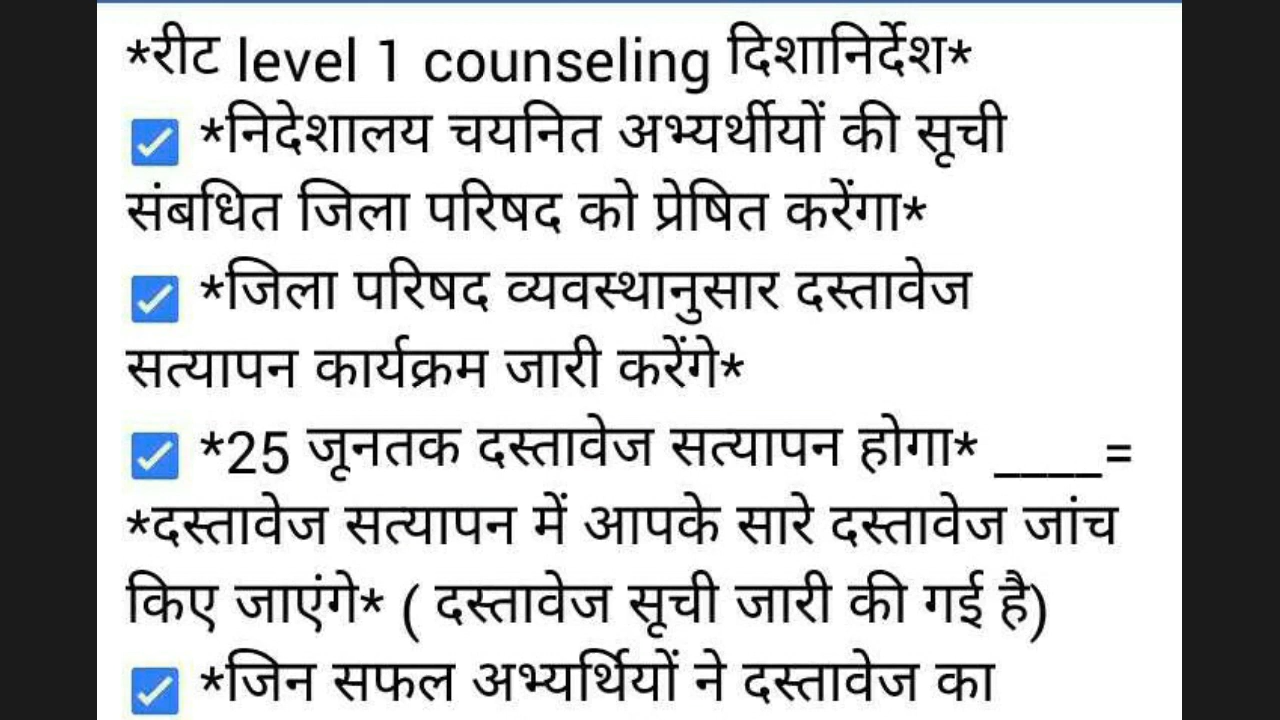 *रीट level 1 counseling दिशानिर्देश*
☑ *निदेशालय चयनित अभ्यर्थीयों की सूची
संबधित जिला परिषद को प्रेषित करेंगा*
☑ *जिला परिषद व्यवस्थानुसार दस्तावेज
सत्यापन कार्यक्रम जारी करेंगे*
☑ *25 जूनतक दस्तावेज सत्यापन होगा* ____=
*दस्तावेज सत्यापन में आपके सारे दस्तावेज जांच
किए जाएंगे* ( दस्तावेज सूची जारी की गई है)
☑ *जिन सफल अभ्यर्थियों ने दस्तावेज का